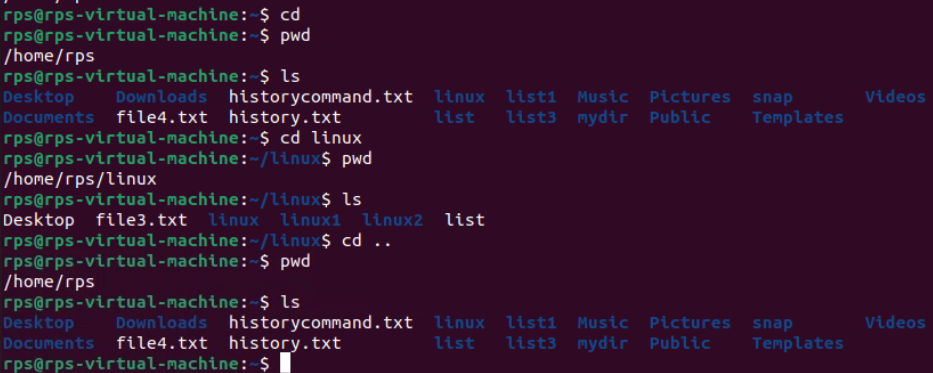 rps@rps-virtual-machine:~$ cd
rps@rps-virtual-machine:~$ pwd
/home/rps
rps@rps-virtual-machine:~$ ls
Desktop    Downloads  historycommand.txt  linux  list1  Music  Pictures  snap       Videos
Documents  file4.txt  history.txt         list   list3  mydir  Public    Templates
rps@rps-virtual-machine:~$ cd linux
rps@rps-virtual-machine:~/linux$ pwd
/home/rps/linux
rps@rps-virtual-machine:~/linux$ ls
Desktop  file3.txt  linux  linux1  linux2  list
rps@rps-virtual-machine:~/linux$ cd ..
rps@rps-virtual-machine:~$ pwd
/home/rps
rps@rps-virtual-machine:~$ ls
Desktop    Downloads  historycommand.txt  linux  list1  Music  Pictures  snap       Videos
Documents  file4.txt  history.txt         list   list3  mydir  Public    Templates
rps@rps-virtual-machine:~$